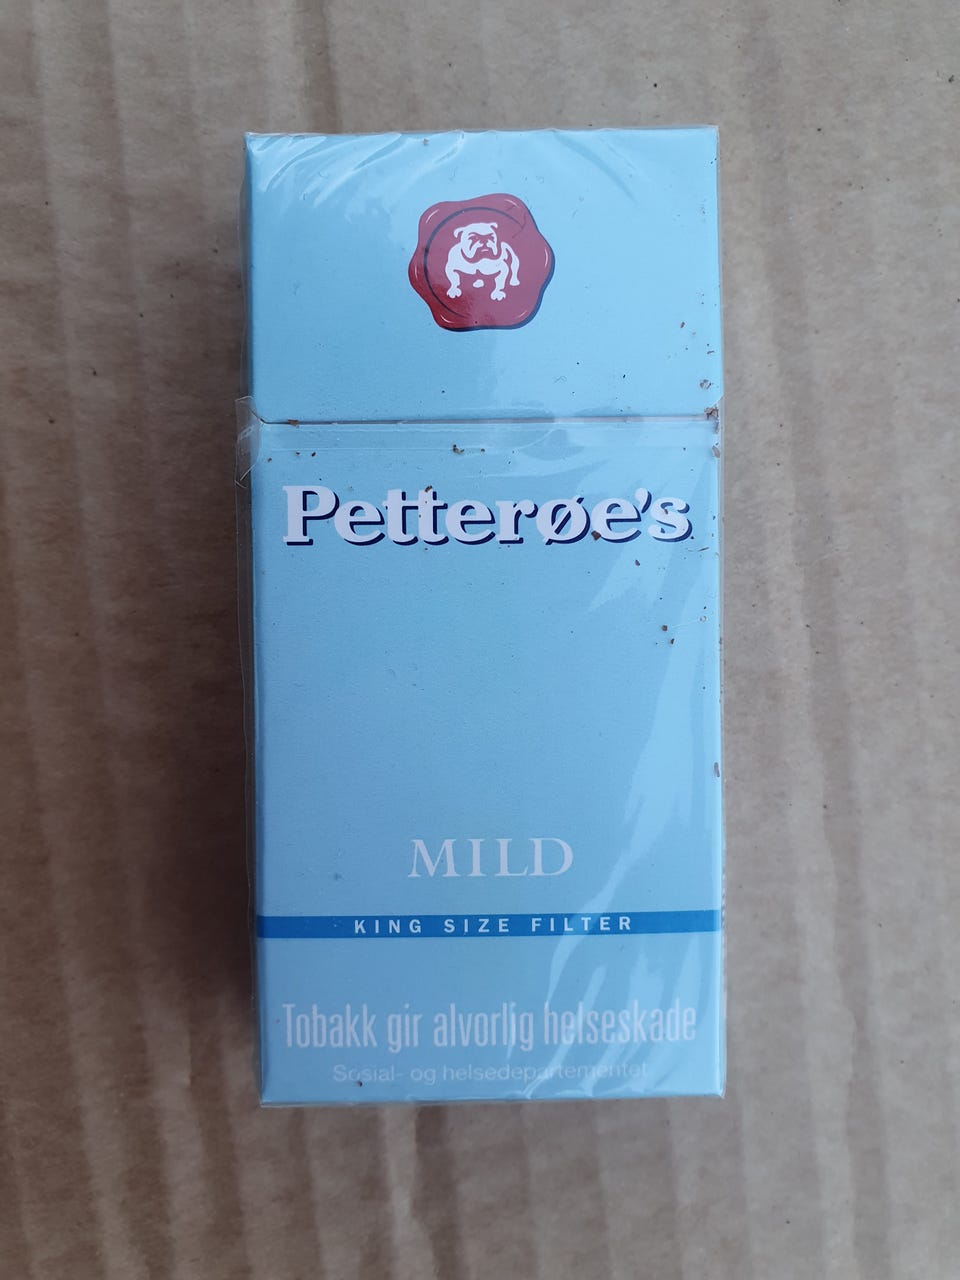 Petterøe's
MILD
KING SIZE FILTER
Tobakk gir alvorlig helseskade
Sosial- og helsedepartementet